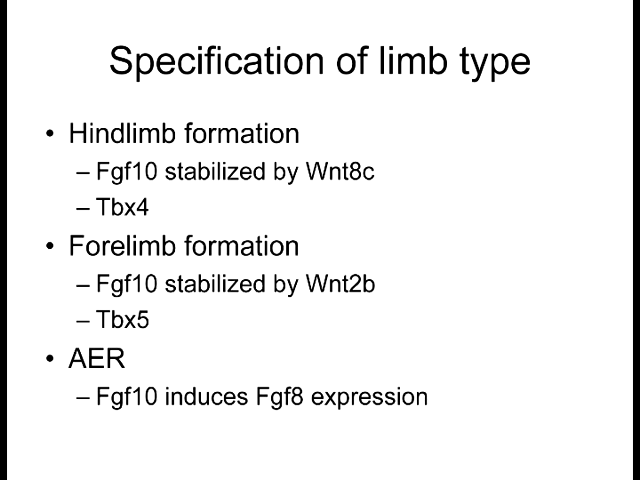 Specification of limb type
• Hindlimb formation
– Fgf10 stabilized by Wnt8c
– Tbx4
• Forelimb formation
– Fgf10 stabilized by Wnt2b
– Tbx5
• AER
– Fgf10 induces Fgf8 expression